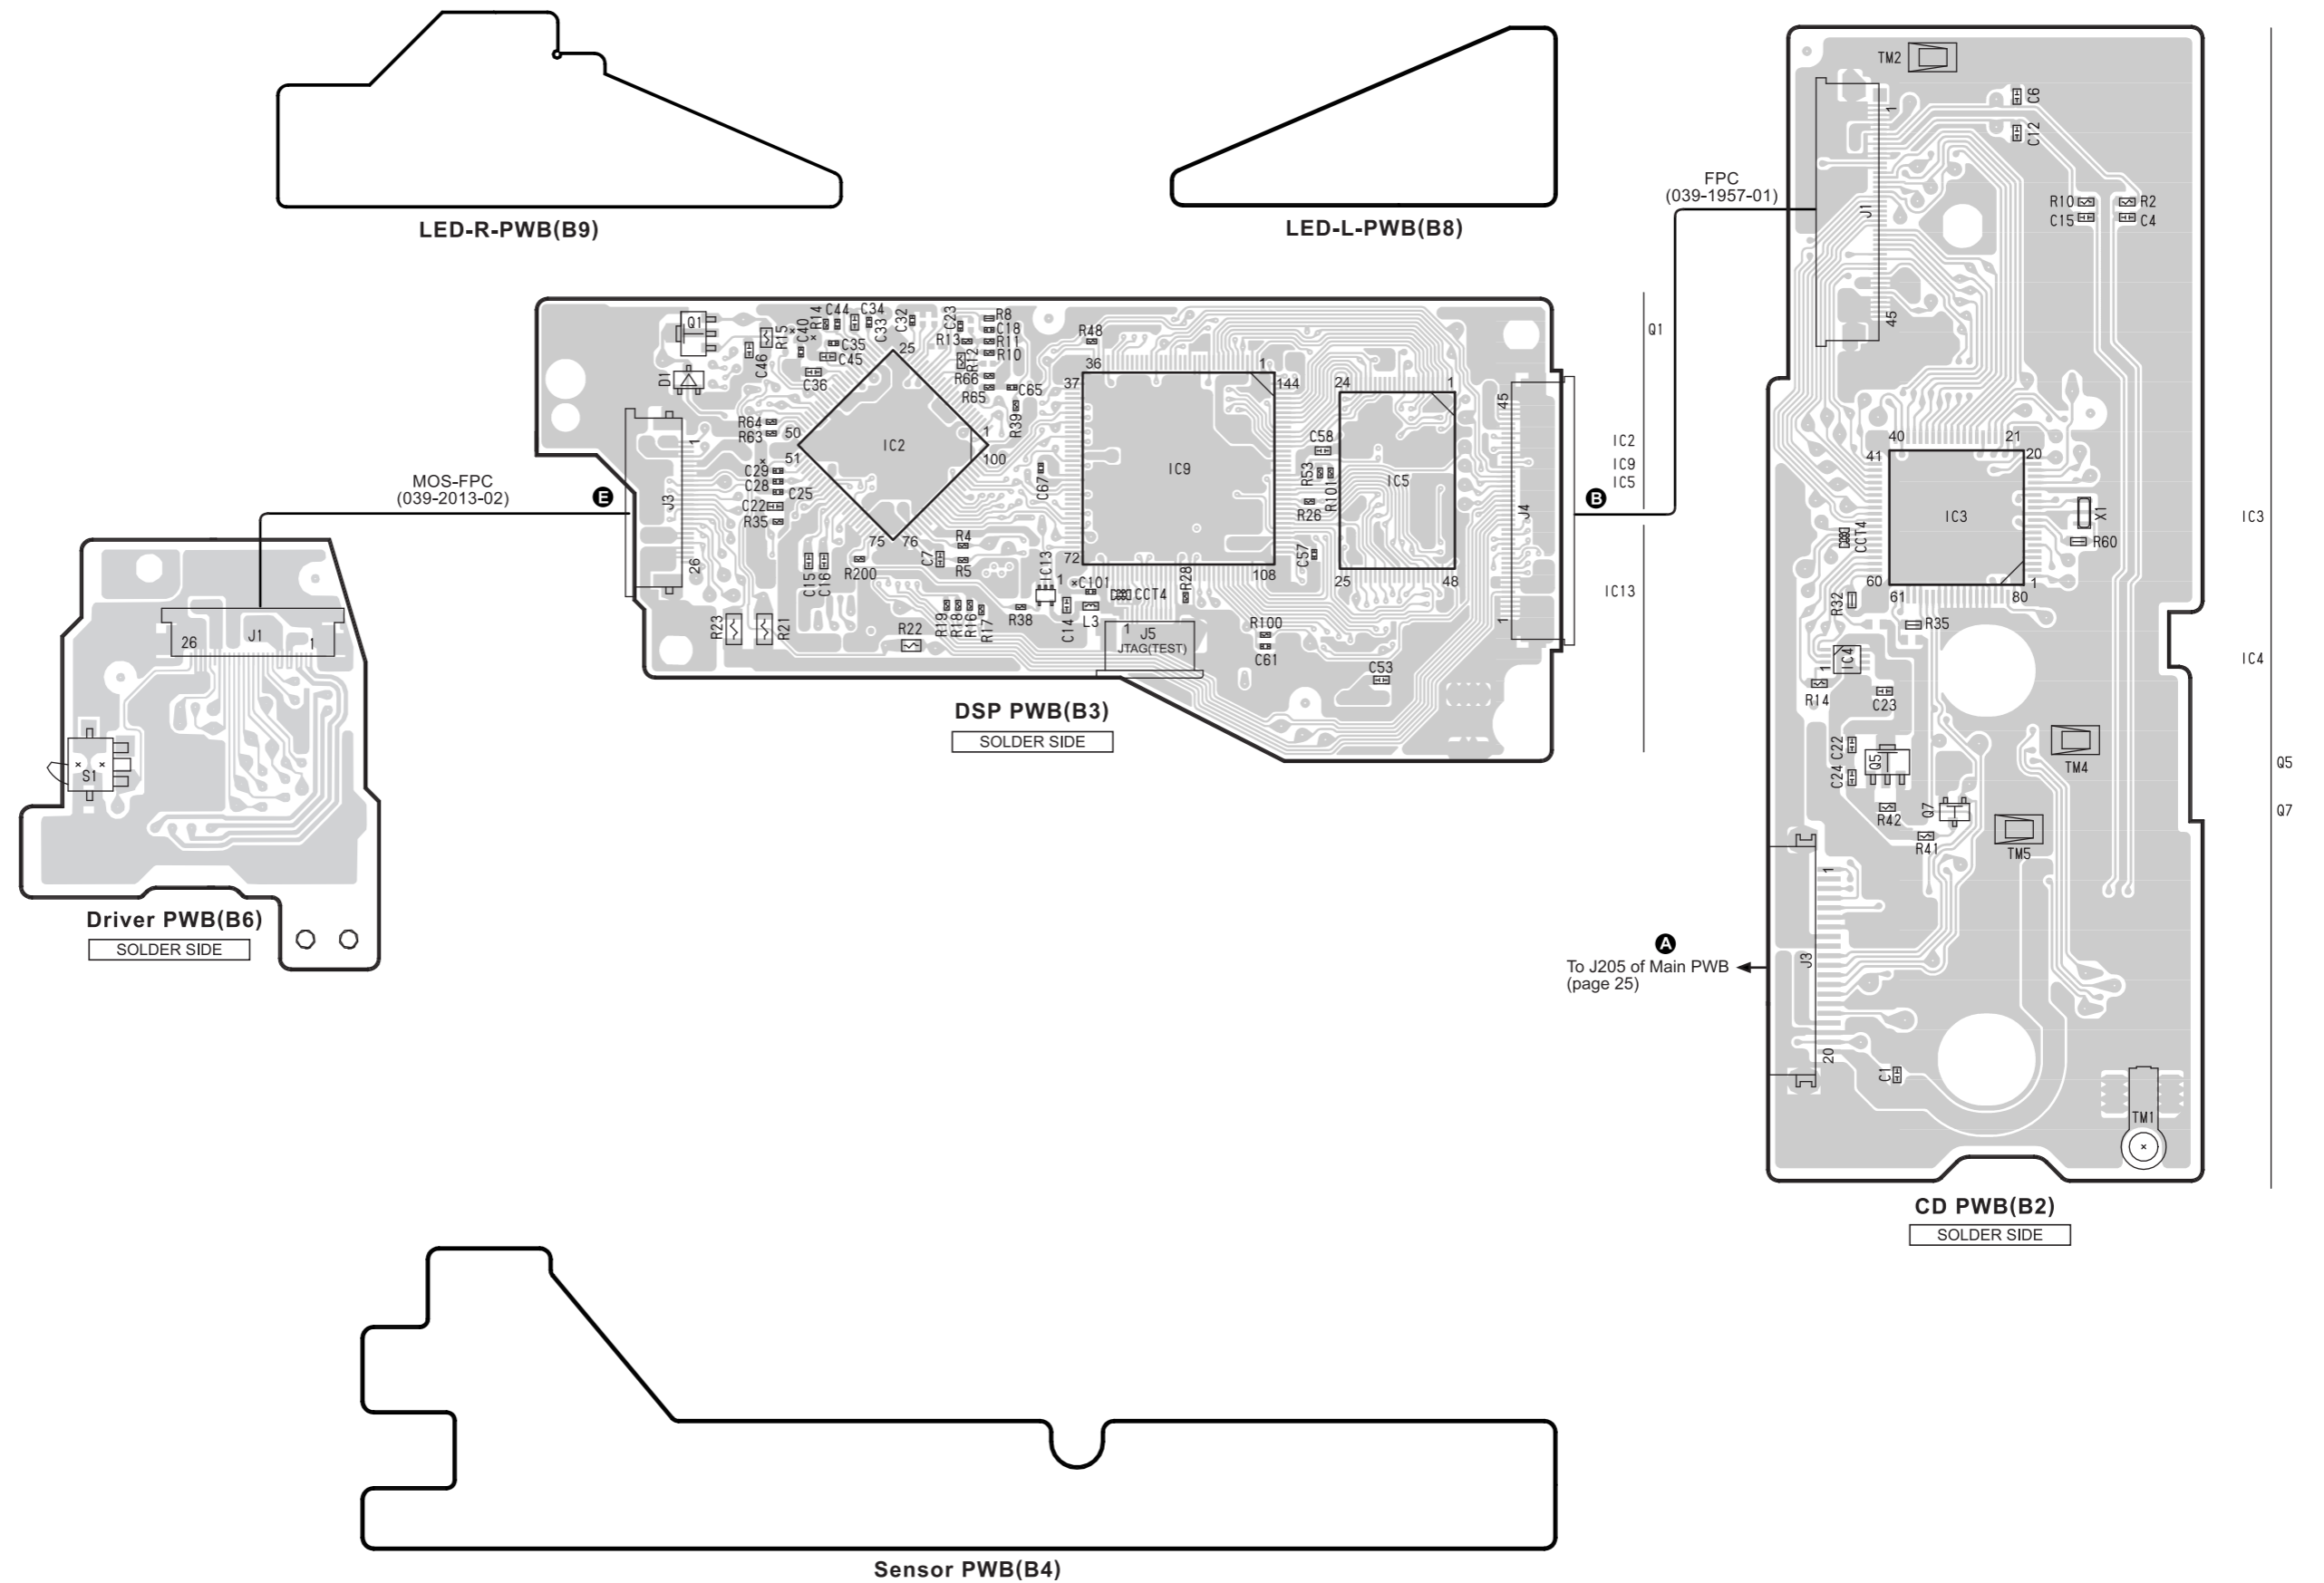 LED-R-PWB(B9)
LED-L-PWB(B8)
FPC
(039-1957-01)
MOS-FPC
(039-2013-02)
E
B
J1
26
1
S1
Driver PWB(B6)
SOLDER SIDE
Q1
D1
C46
R15
C40
R14
C44
C34
C33
C32
C35
C45
C36
25
C23
R13
R12
R8
C18
R11
R10
R66
R65
C65
R39
R48
R64
R63
50
51
IC2
1
100
C29
C28
C25
C22
R35
75
76
J3
1
26
C15
C16
R200
C7
R4
R5
R23
R21
R22
R19
R18
R16
R17
R38
IC13
1
C14
C101
L3
CCT4
R28
C67
36
37
1
144
IC9
72
108
J5
1
JTAG(TEST)
R100
C61
C53
C58
R53
R101
R26
C57
24
1
IC5
25
48
45
J4
1
DSP PWB(B3)
SOLDER SIDE
Q1
IC2
IC9
IC5
IC13
TM2
C6
C12
1
J1
45
R10
C15
R2
C4
40
21
41
20
IC3
60
61
80
1
X1
R60
CCT4
R32
R35
1
IC4
R14
C23
C22
C24
Q5
R42
Q7
R41
TM4
TM5
1
J3
20
C1
TM1
A
To J205 of Main PWB
(page 25)
CD PWB(B2)
SOLDER SIDE
IC3
IC4
Q5
Q7
Sensor PWB(B4)